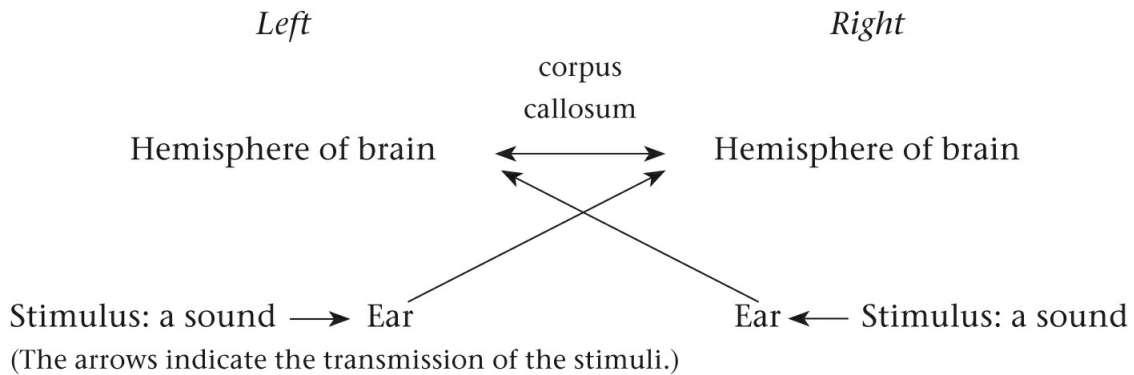 Left Right
corpus
callosum
Hemisphere of brain Hemisphere of brain
Stimulus: a sound Ear Ear Stimulus: a sound
(The arrows indicate the transmission of the stimuli.)